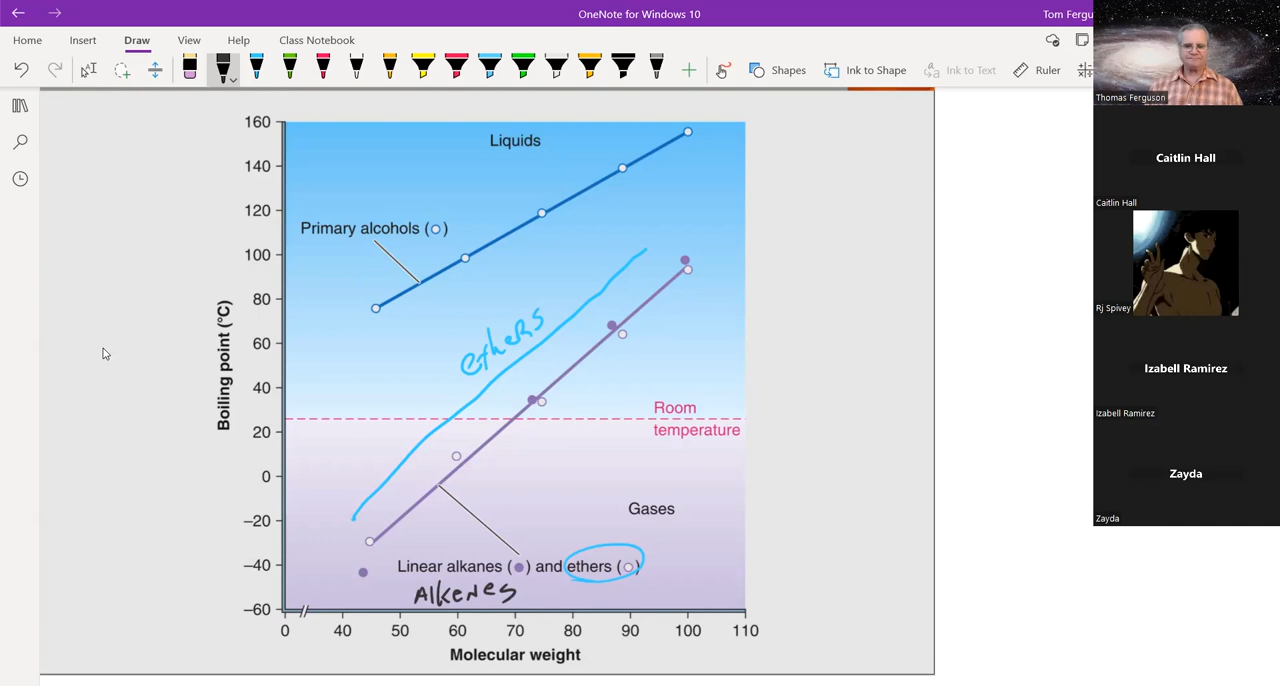 OneNote for Windows 10
Tom Fergu
Home
Insert
Draw
View
Help
Class Notebook
Shapes
Ink to Shape
Ink to Text
Ruler
Thomas Ferguson
Caitlin Hall
Caitlin Hall
Rj Spivey
Izabell Ramirez
Izabell Ramirez
Zayda
Zayda
160
140
120
100
80
60
40
20
0
–20
–40
–60
Boiling point (°C)
Liquids
Primary alcohols ( )
ethers
Room
temperature
Gases
Linear alkanes ( ) and ethers ( )
Alkenes
0
40
50
60
70
80
90
100
110
Molecular weight